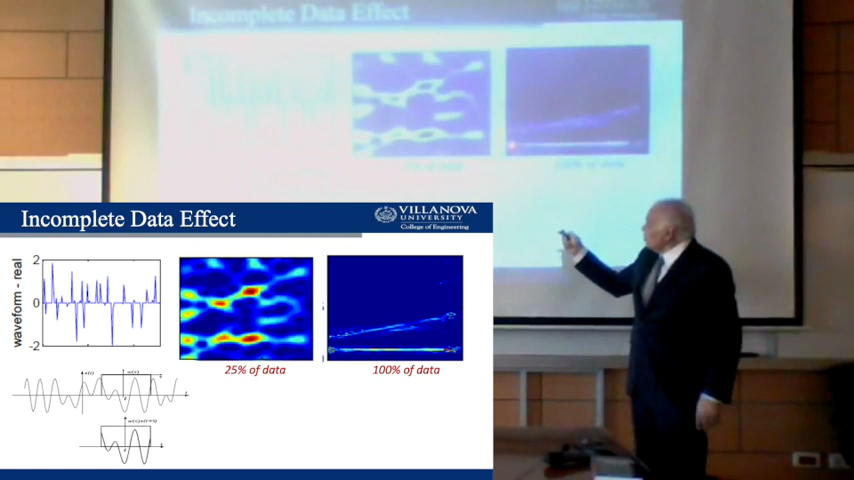 Incomplete Data Effect
Incomplete Data Effect
VILLANOVA
UNIVERSITY
College of Engineering
waveform - real
2
0
-2
25% of data
100% of data